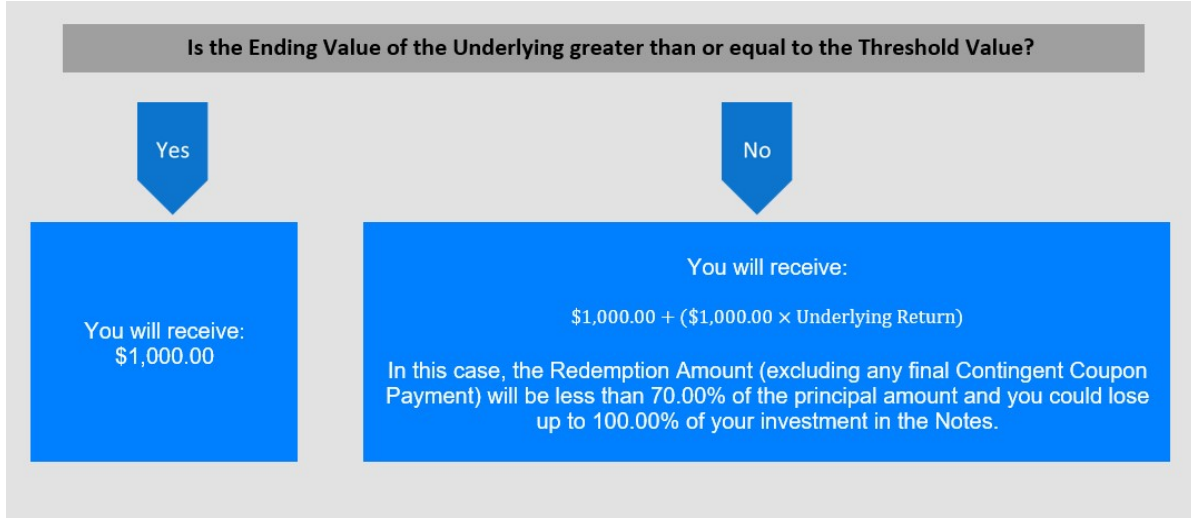 Is the Ending Value of the Underlying greater than or equal to the Threshold Value?
Yes
No
You will receive:
$1,000.00
You will receive:
$1,000.00 + ($1,000.00 × Underlying Return)
In this case, the Redemption Amount (excluding any final Contingent Coupon
Payment) will be less than 70.00% of the principal amount and you could lose
up to 100.00% of your investment in the Notes.